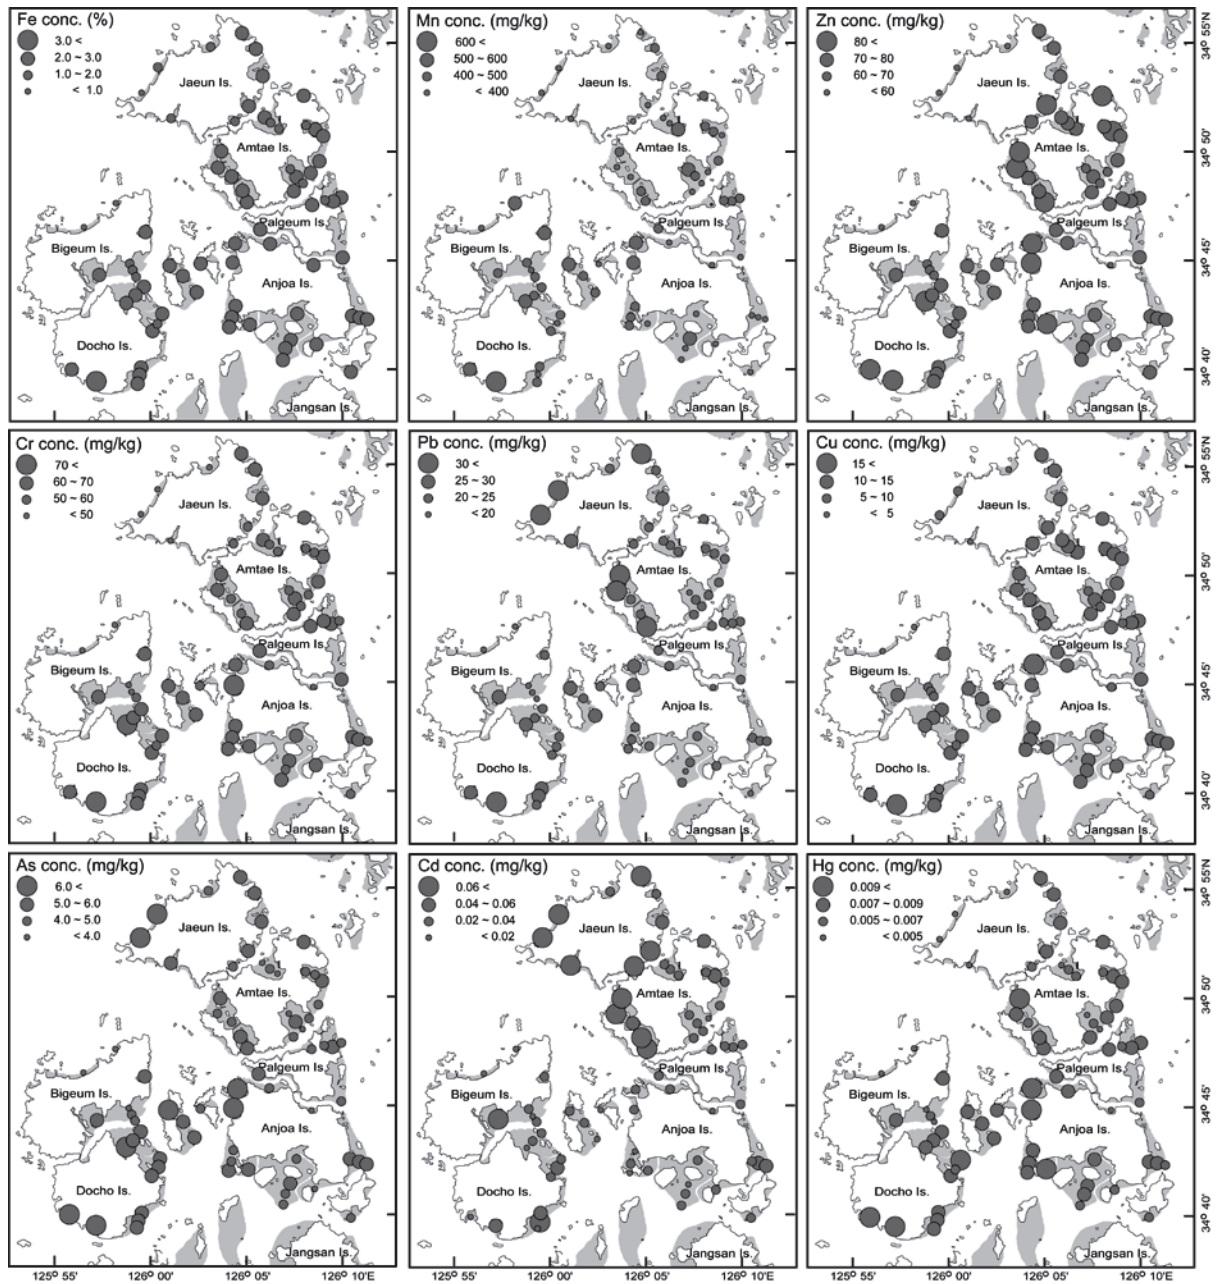 Fe conc. (%)
3.0 <
2.0 ~ 3.0
1.0 ~ 2.0
< 1.0
Jaeun Is.
Amtae Is.
Palgeum Is.
Bigeum Is.
Anjoa Is.
Docho Is.
Jangsan Is.
Mn conc. (mg/kg)
600 <
500 ~ 600
400 ~ 500
< 400
Jaeun Is.
Amtae Is.
Palgeum Is.
Bigeum Is.
Anjoa Is.
Docho Is.
Jangsan Is.
Zn conc. (mg/kg)
80 <
70 ~ 80
60 ~ 70
< 60
Jaeun Is.
Amtae Is.
Palgeum Is.
Bigeum Is.
Anjoa Is.
Docho Is.
Jangsan Is.
34° 55'N
34° 50'
34° 45'
34° 40'
Cr conc. (mg/kg)
70 <
60 ~ 70
50 ~ 60
< 50
Jaeun Is.
Amtae Is.
Palgeum Is.
Bigeum Is.
Anjoa Is.
Docho Is.
Jangsan Is.
Pb conc. (mg/kg)
30 <
25 ~ 30
20 ~ 25
< 20
Jaeun Is.
Amtae Is.
Palgeum Is.
Bigeum Is.
Anjoa Is.
Docho Is.
Jangsan Is.
Cu conc. (mg/kg)
15 <
10 ~ 15
5 ~ 10
< 5
Jaeun Is.
Amtae Is.
Palgeum Is.
Bigeum Is.
Anjoa Is.
Docho Is.
Jangsan Is.
34° 55'N
34° 50'
34° 45'
34° 40'
As conc. (mg/kg)
6.0 <
5.0 ~ 6.0
4.0 ~ 5.0
< 4.0
Jaeun Is.
Amtae Is.
Palgeum Is.
Bigeum Is.
Anjoa Is.
Docho Is.
Jangsan Is.
Cd conc. (mg/kg)
0.06 <
0.04 ~ 0.06
0.02 ~ 0.04
< 0.02
Jaeun Is.
Amtae Is.
Palgeum Is.
Bigeum Is.
Anjoa Is.
Docho Is.
Jangsan Is.
Hg conc. (mg/kg)
0.009 <
0.007 ~ 0.009
0.005 ~ 0.007
< 0.005
Jaeun Is.
Amtae Is.
Palgeum Is.
Bigeum Is.
Anjoa Is.
Docho Is.
Jangsan Is.
34° 55'N
34° 50'
34° 45'
34° 40'
125° 55' 126° 00' 126° 05' 126° 10'E
125° 55' 126° 00' 126° 05' 126° 10'E
125° 55' 126° 00' 126° 05' 126° 10'E